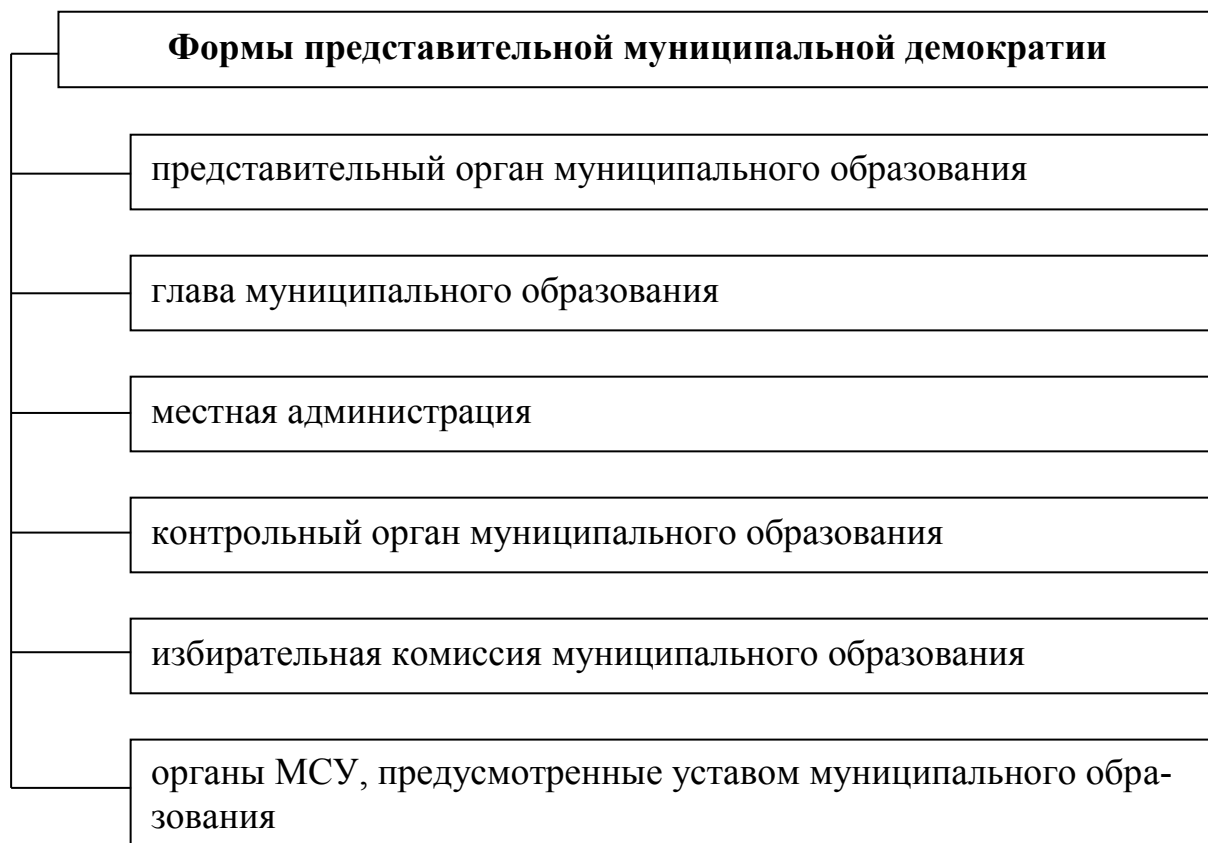 Формы представительной муниципальной демократии
представительный орган муниципального образования
глава муниципального образования
местная администрация
контрольный орган муниципального образования
избирательная комиссия муниципального образования
органы МСУ, предусмотренные уставом муниципального обра-
зования